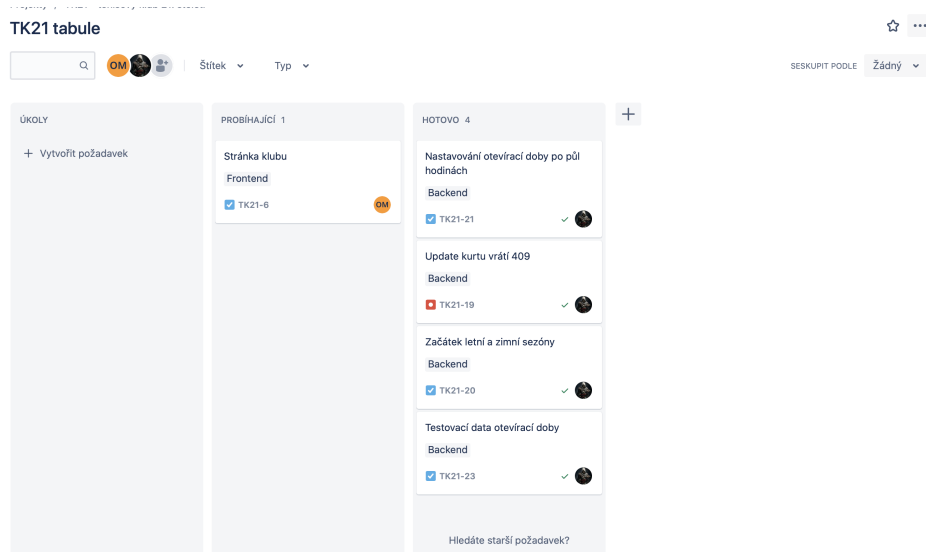 TK21 tabule
OM
Štítek
Typ
SESKUPIT PODLE
Žádný
ÚKOLY
Vytvořit požadavek
PROBÍHAJÍCÍ 1
Stránka klubu
Frontend
TK21-6
OM
HOTOVO 4
Nastavování otevírací doby po půl
hodinách
Backend
TK21-21
Update kurtu vrátí 409
Backend
TK21-19
Začátek letní a zimní sezóny
Backend
TK21-20
Testovací data otevírací doby
Backend
TK21-23
Hledáte starší požadavek?